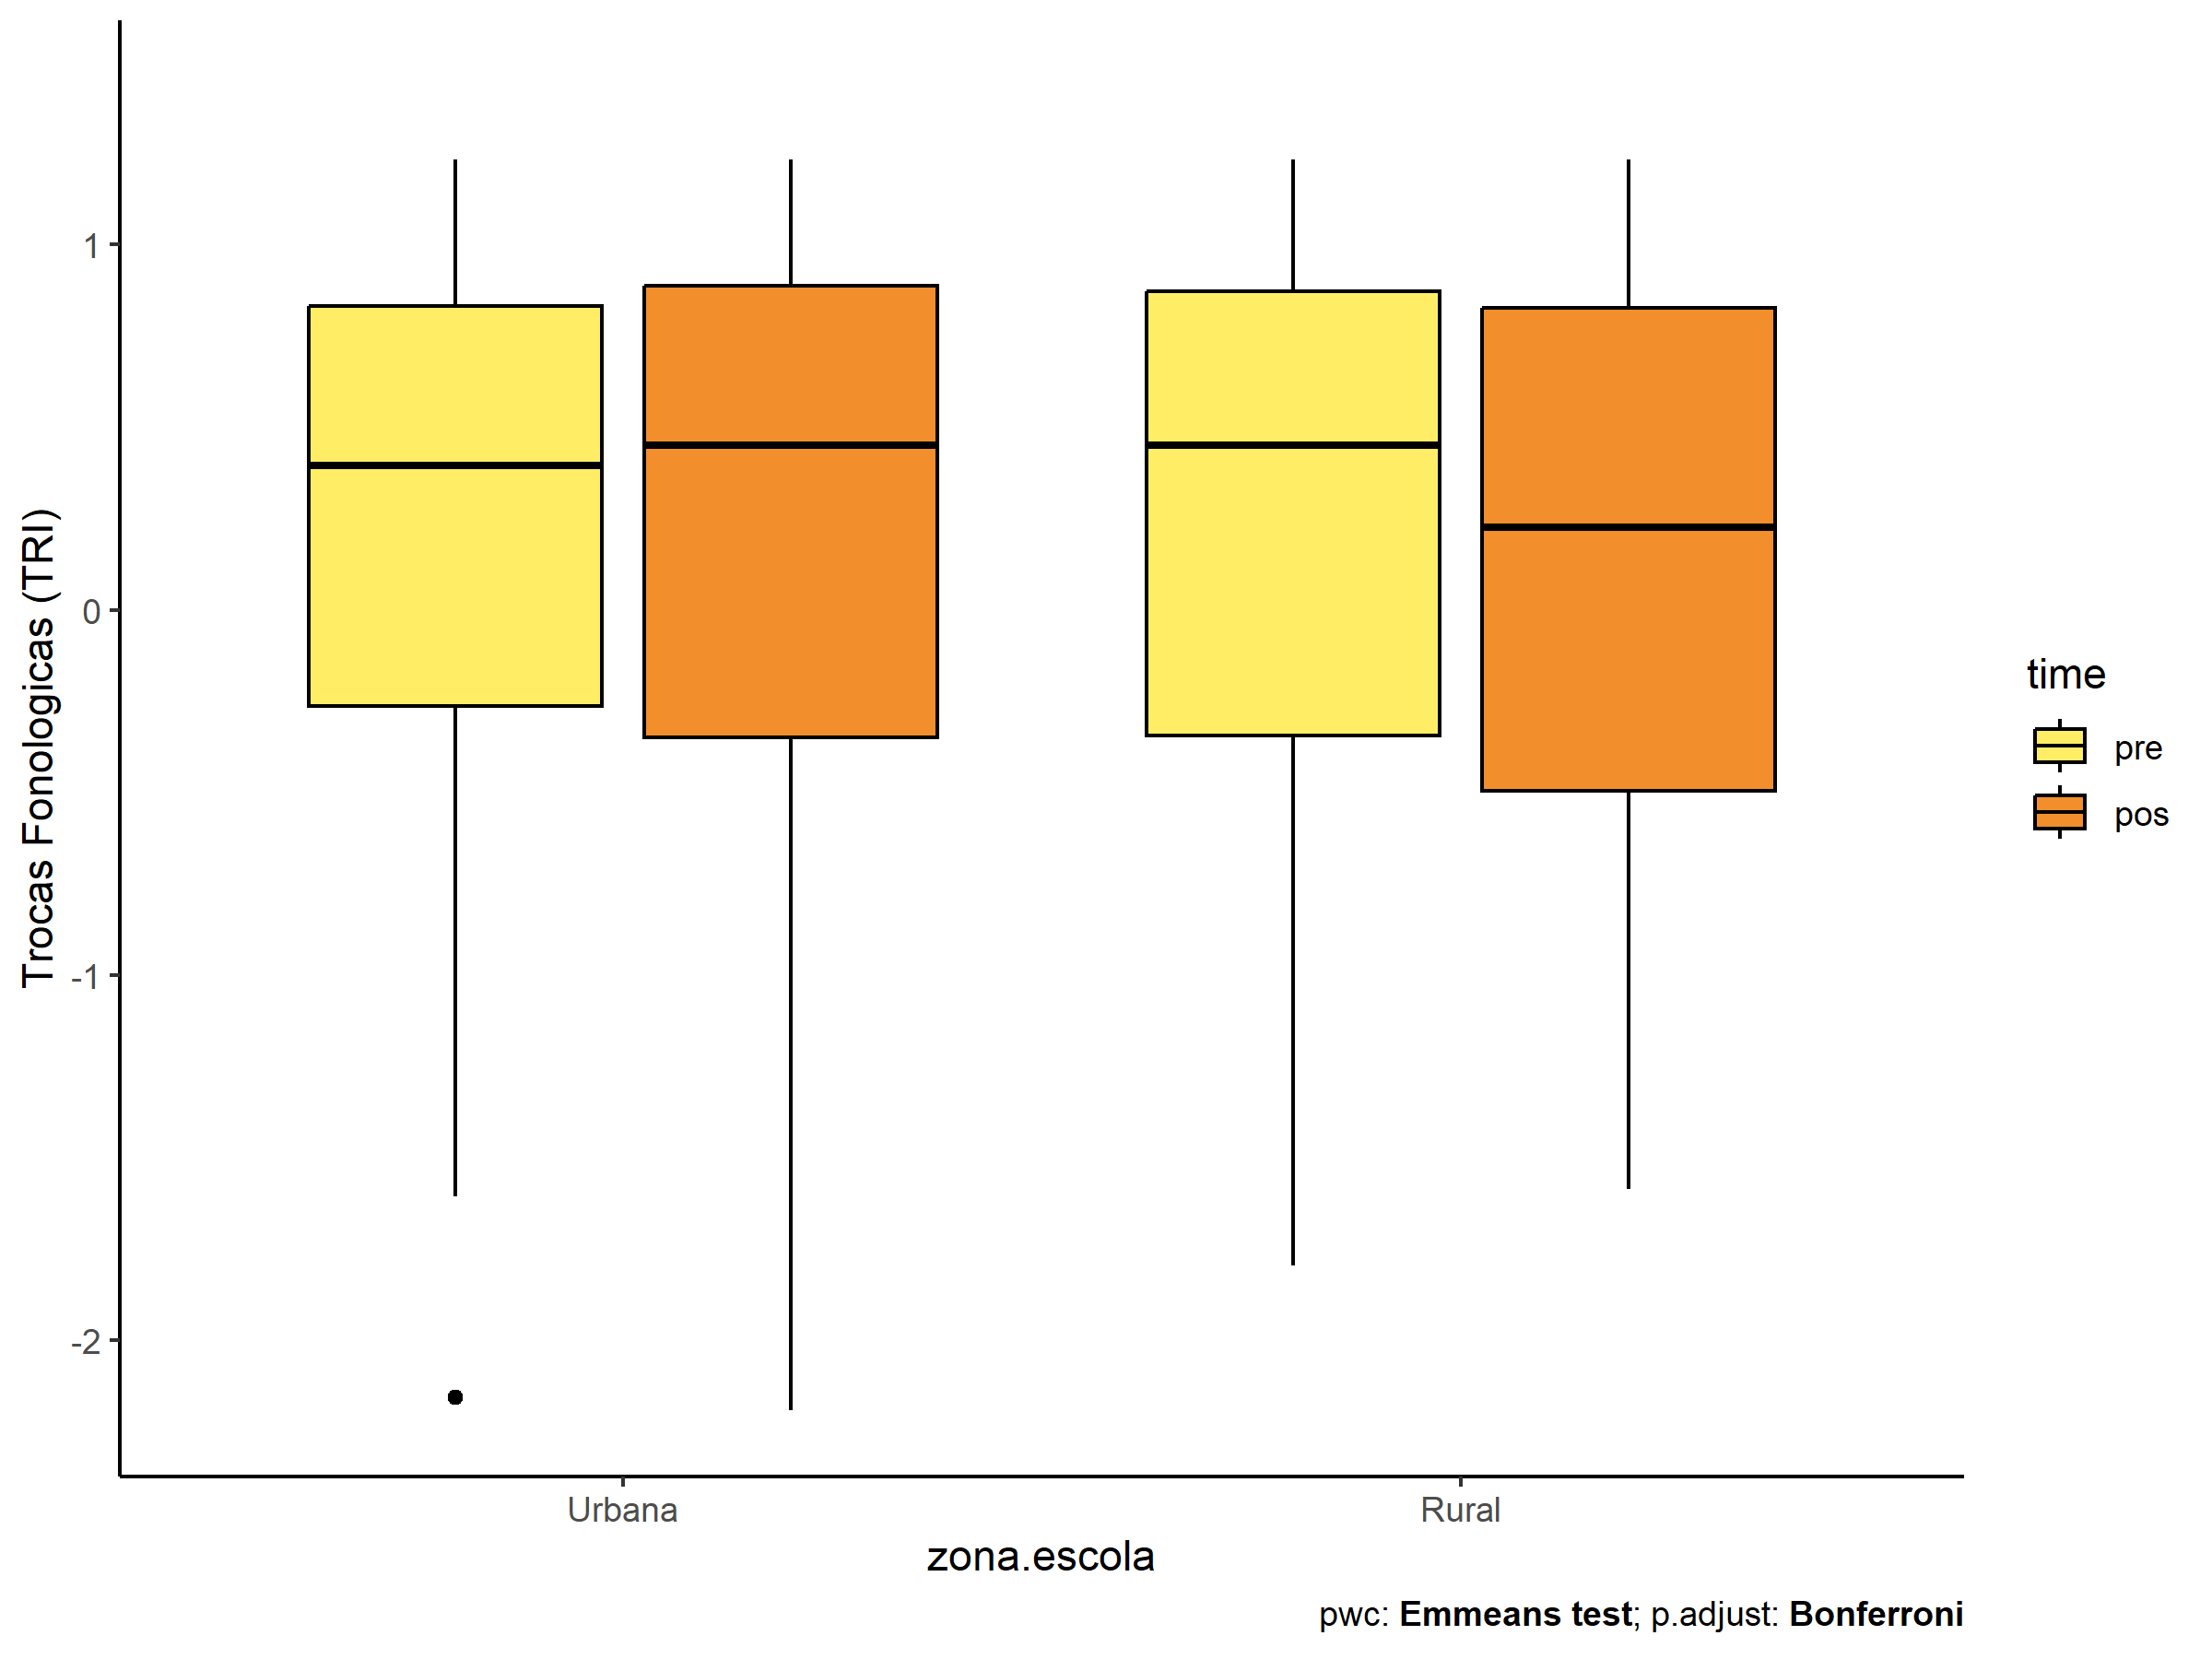 Trocas Fonologicas (TRI)
1
0
-1
-2
Urbana
Rural
zona.escola
time
pre
pos
pwc: Emmeans test; p.adjust: Bonferroni